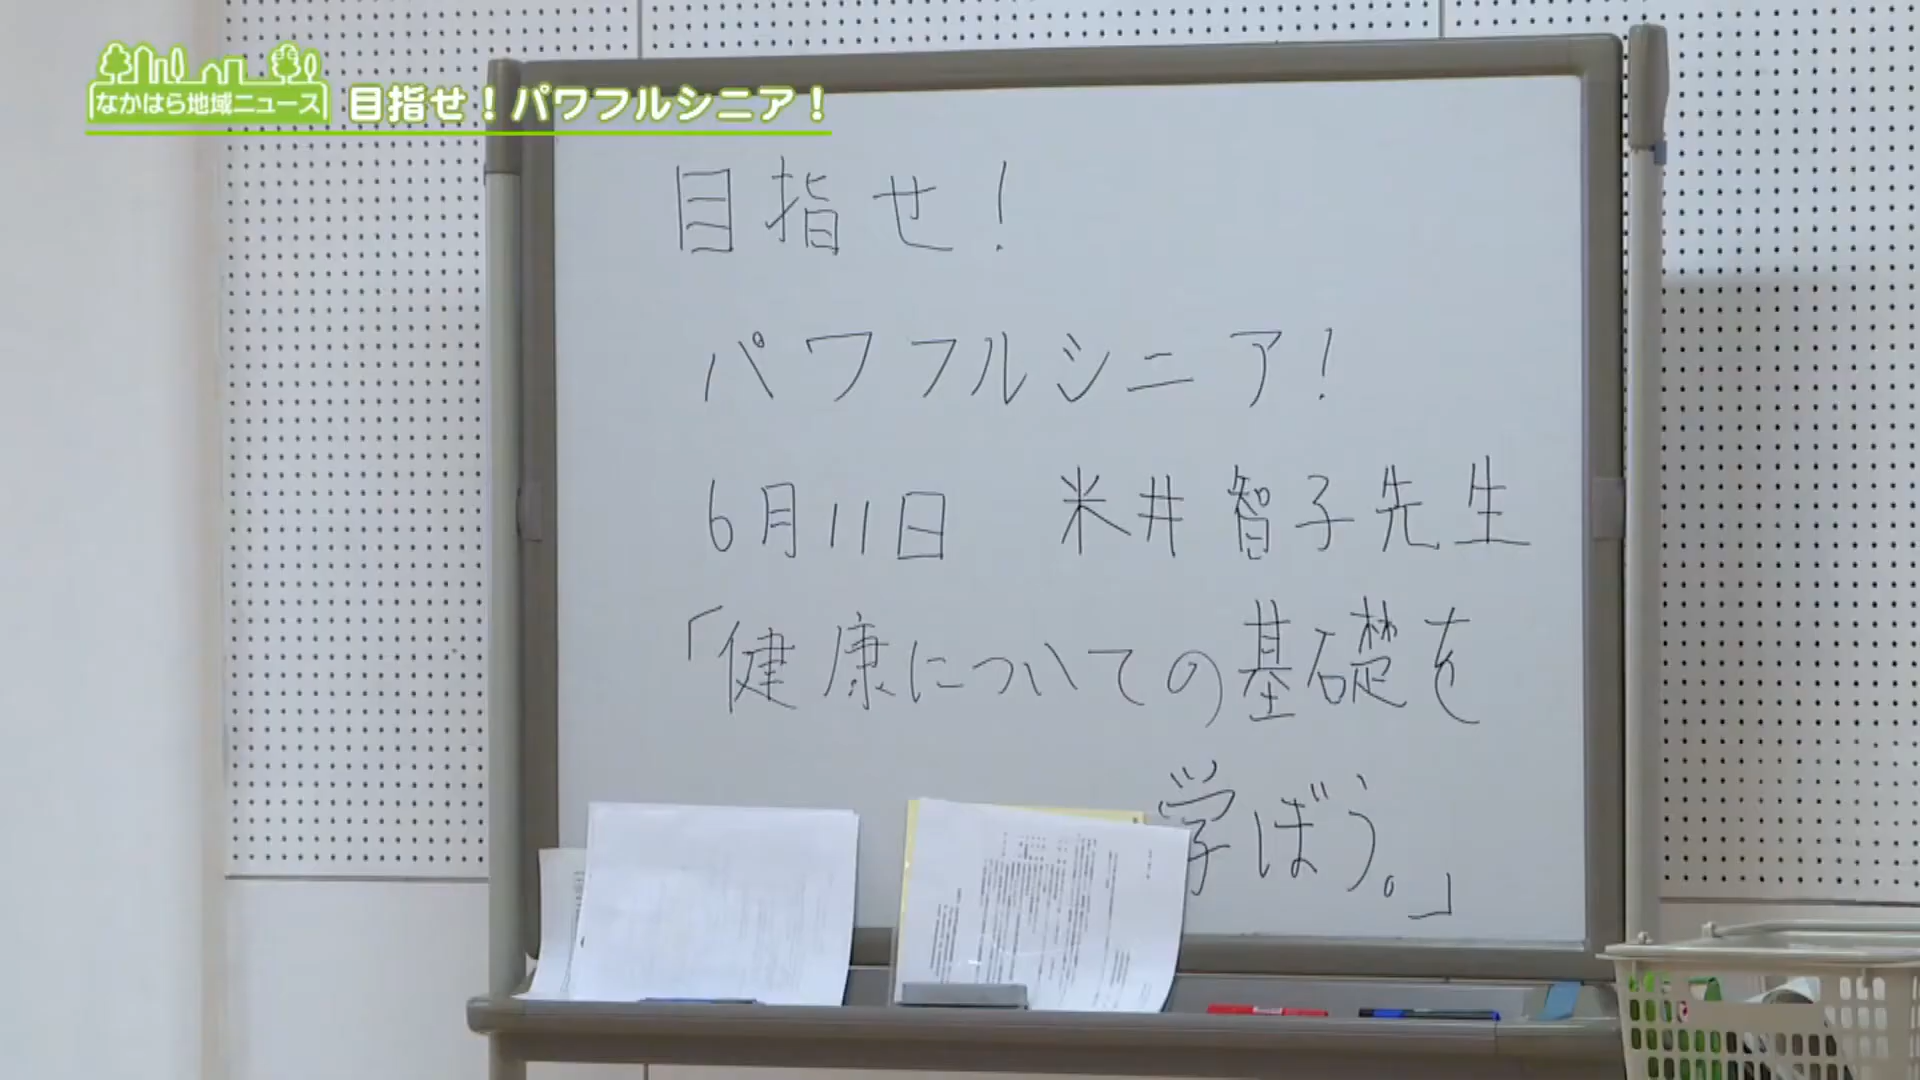 なかはら地域ニュース
目指せ！パワフルシニア！
目指せ！
パワフルシニア！
6月11日 米井智子先生
「健康についての基礎を
学ぼう。」